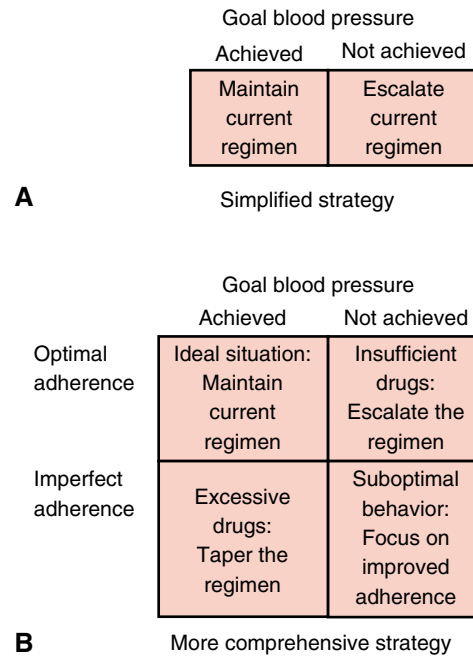 Goal blood pressure
Achieved Not achieved
Maintain
current
regimen
Escalate
current
regimen
A Simplified strategy
Goal blood pressure
Achieved Not achieved
Optimal
adherence
Ideal situation:
Maintain
current
regimen
Insufficient
drugs:
Escalate the
regimen
Imperfect
adherence
Excessive
drugs:
Taper the
regimen
Suboptimal
behavior:
Focus on
improved
adherence
B More comprehensive strategy